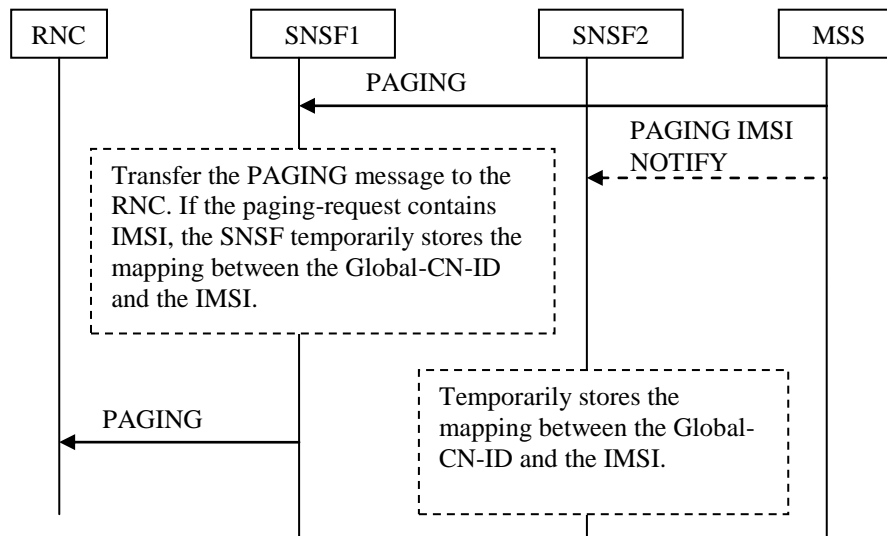 RNC
SNSF1
SNSF2
MSS
PAGING
PAGING IMSI
NOTIFY
Transfer the PAGING message to the
RNC. If the paging-request contains
IMSI, the SNSF temporarily stores the
mapping between the Global-CN-ID
and the IMSI.
Temporarily stores the
mapping between the Global-
CN-ID and the IMSI.
PAGING